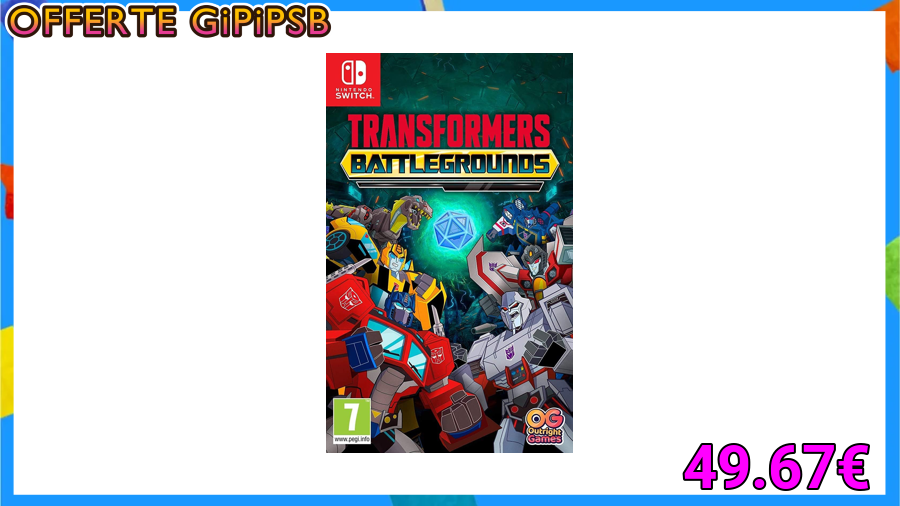 OFFERTE GiPiPSB
NINTENDO
SWITCH.
TRANSFORMERS
BATTLEGROUNDS
7
www.pegi.info
OG
Outright
Games
49.67€